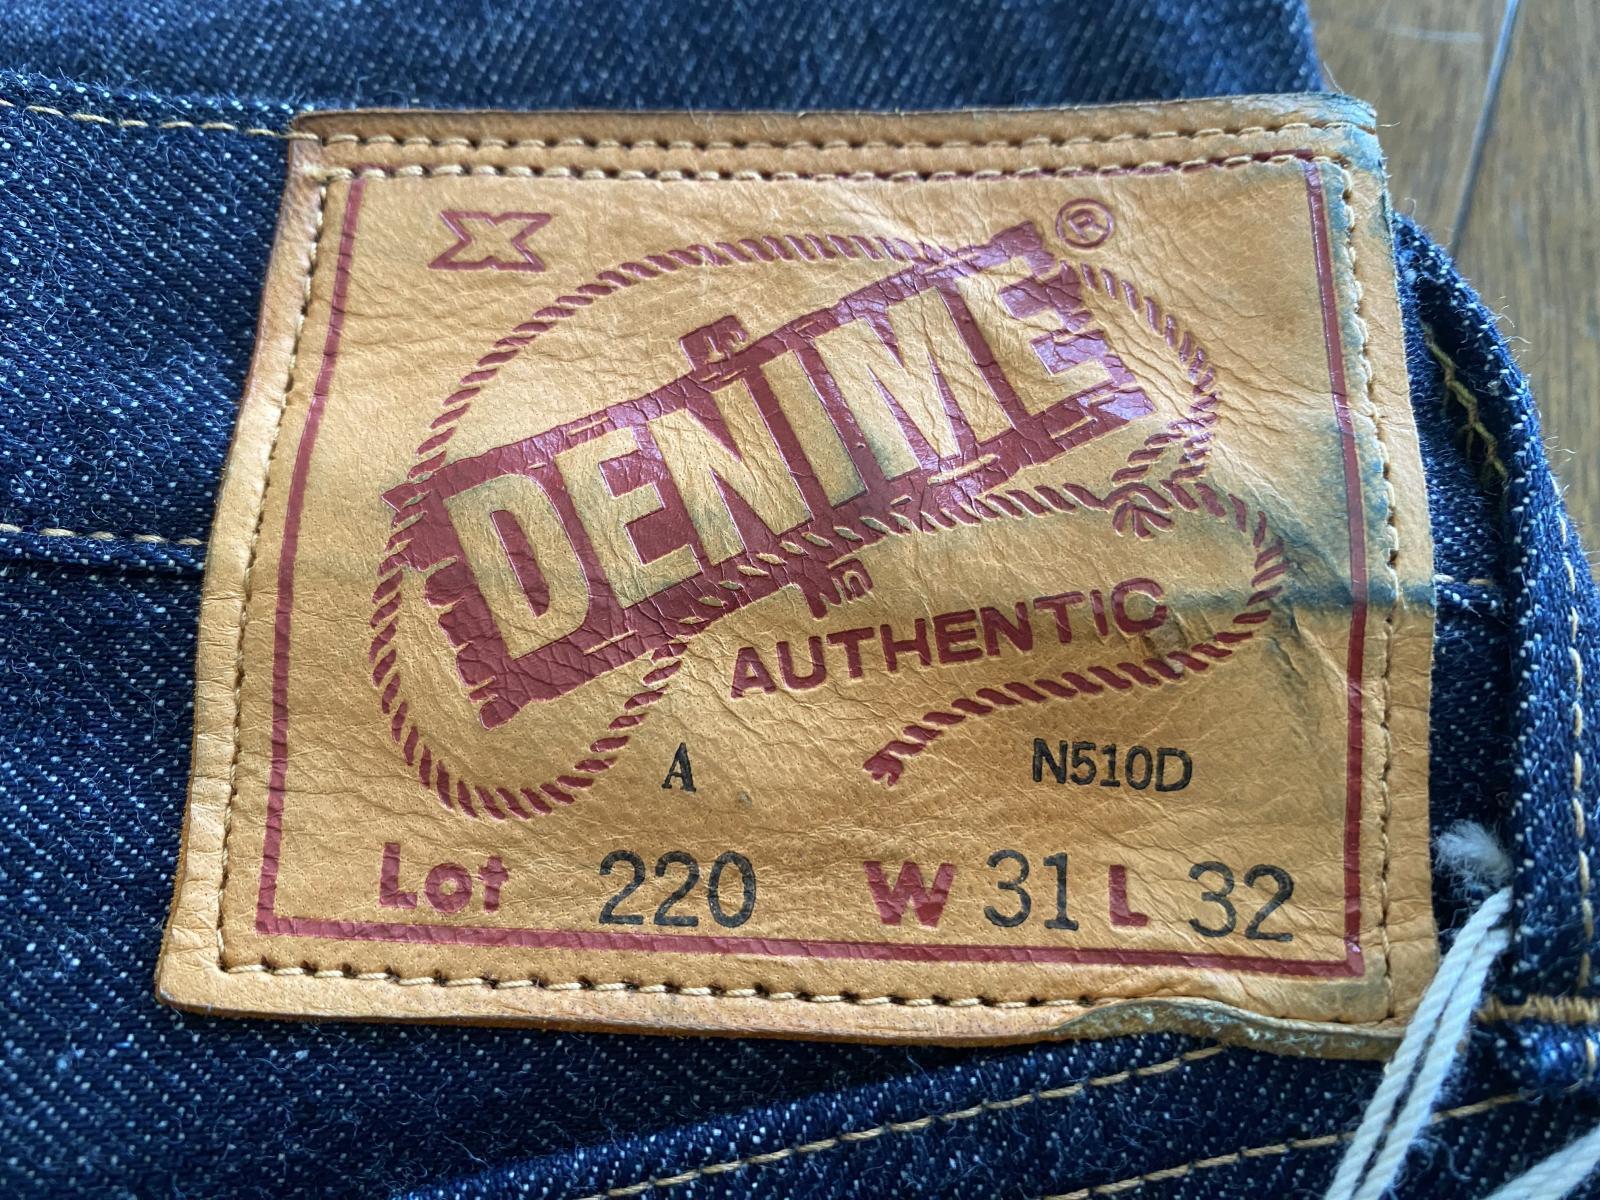 X
DENIME ®
AUTHENTIC
A N510D
Lot 220 W 31 L 32